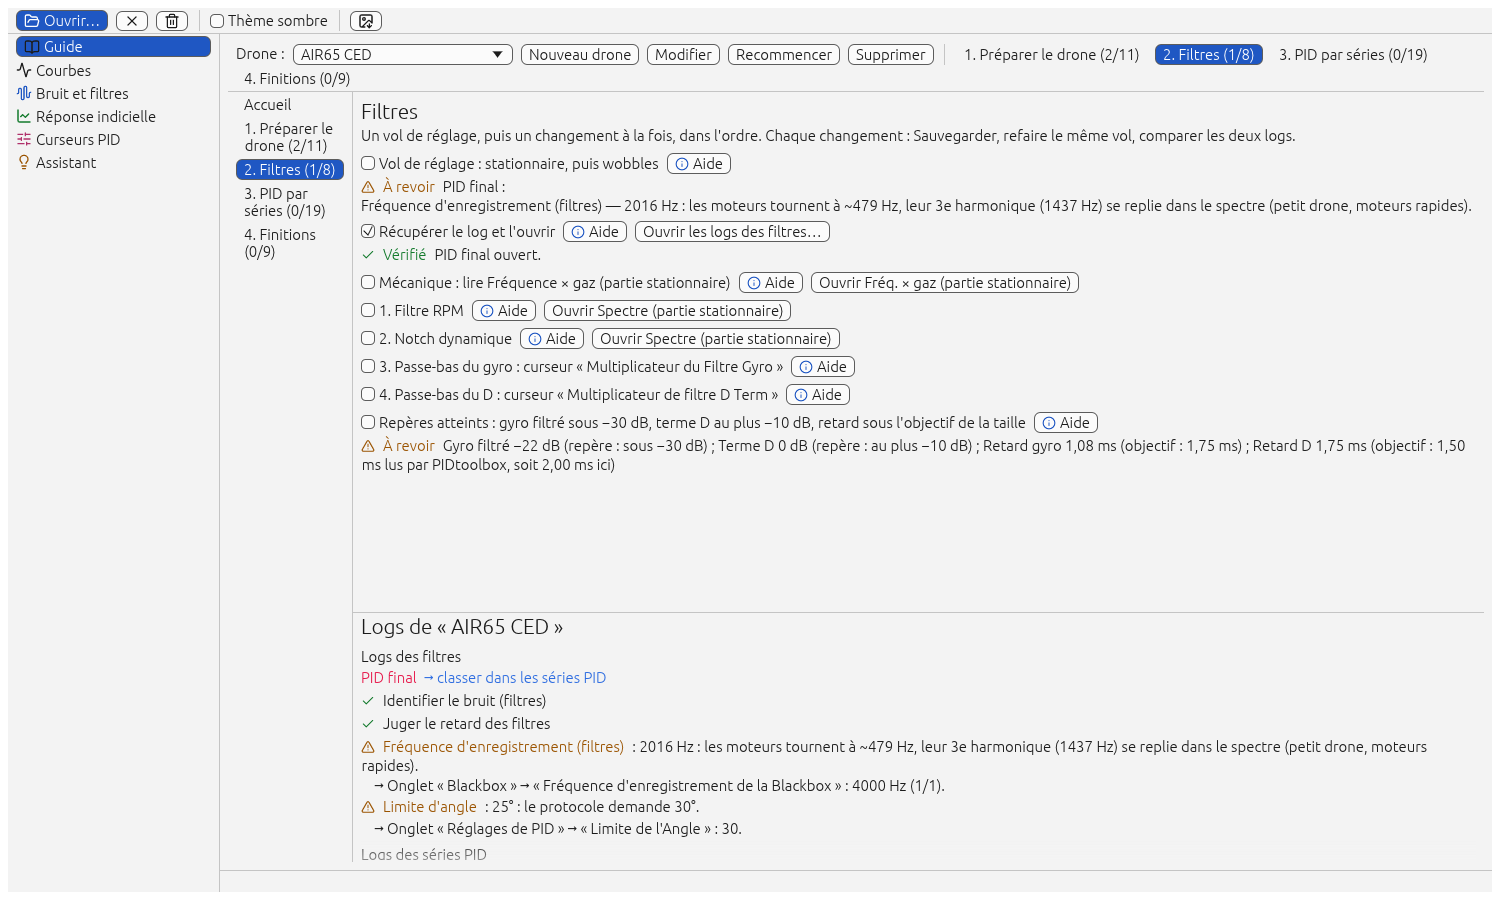 Ouvrir…
Thème sombre
Guide
Courbes
Bruit et filtres
Réponse indicielle
Curseurs PID
Assistant
Drone : AIR65 CED Nouveau drone Modifier Recommencer Supprimer 1. Préparer le drone (2/11) 2. Filtres (1/8) 3. PID par séries (0/19)
4. Finitions (0/9)
Accueil
1. Préparer le
drone (2/11)
2. Filtres (1/8)
3. PID par
séries (0/19)
4. Finitions
(0/9)
Filtres
Un vol de réglage, puis un changement à la fois, dans l'ordre. Chaque changement : Sauvegarder, refaire le même vol, comparer les deux logs.
Vol de réglage : stationnaire, puis wobbles Aide
À revoir PID final :
Fréquence d'enregistrement (filtres) — 2016 Hz : les moteurs tournent à ~479 Hz, leur 3e harmonique (1437 Hz) se replie dans le spectre (petit drone, moteurs rapides).
Récupérer le log et l'ouvrir Aide Ouvrir les logs des filtres…
Vérifié PID final ouvert.
Mécanique : lire Fréquence × gaz (partie stationnaire) Aide Ouvrir Fréq. × gaz (partie stationnaire)
1. Filtre RPM Aide Ouvrir Spectre (partie stationnaire)
2. Notch dynamique Aide Ouvrir Spectre (partie stationnaire)
3. Passe-bas du gyro : curseur « Multiplicateur du Filtre Gyro » Aide
4. Passe-bas du D : curseur « Multiplicateur de filtre D Term » Aide
Repères atteints : gyro filtré sous −30 dB, terme D au plus −10 dB, retard sous l'objectif de la taille Aide
À revoir Gyro filtré −22 dB (repère : sous −30 dB) ; Terme D 0 dB (repère : au plus −10 dB) ; Retard gyro 1,08 ms (objectif : 1,75 ms) ; Retard D 1,75 ms (objectif : 1,50
ms lus par PIDtoolbox, soit 2,00 ms ici)
Logs de « AIR65 CED »
Logs des filtres
PID final → classer dans les séries PID
Identifier le bruit (filtres)
Juger le retard des filtres
Fréquence d'enregistrement (filtres) : 2016 Hz : les moteurs tournent à ~479 Hz, leur 3e harmonique (1437 Hz) se replie dans le spectre (petit drone, moteurs
rapides).
→ Onglet « Blackbox » → « Fréquence d'enregistrement de la Blackbox » : 4000 Hz (1/1).
Limite d'angle : 25° : le protocole demande 30°.
→ Onglet « Réglages de PID » → « Limite de l'Angle » : 30.
Logs des séries PID